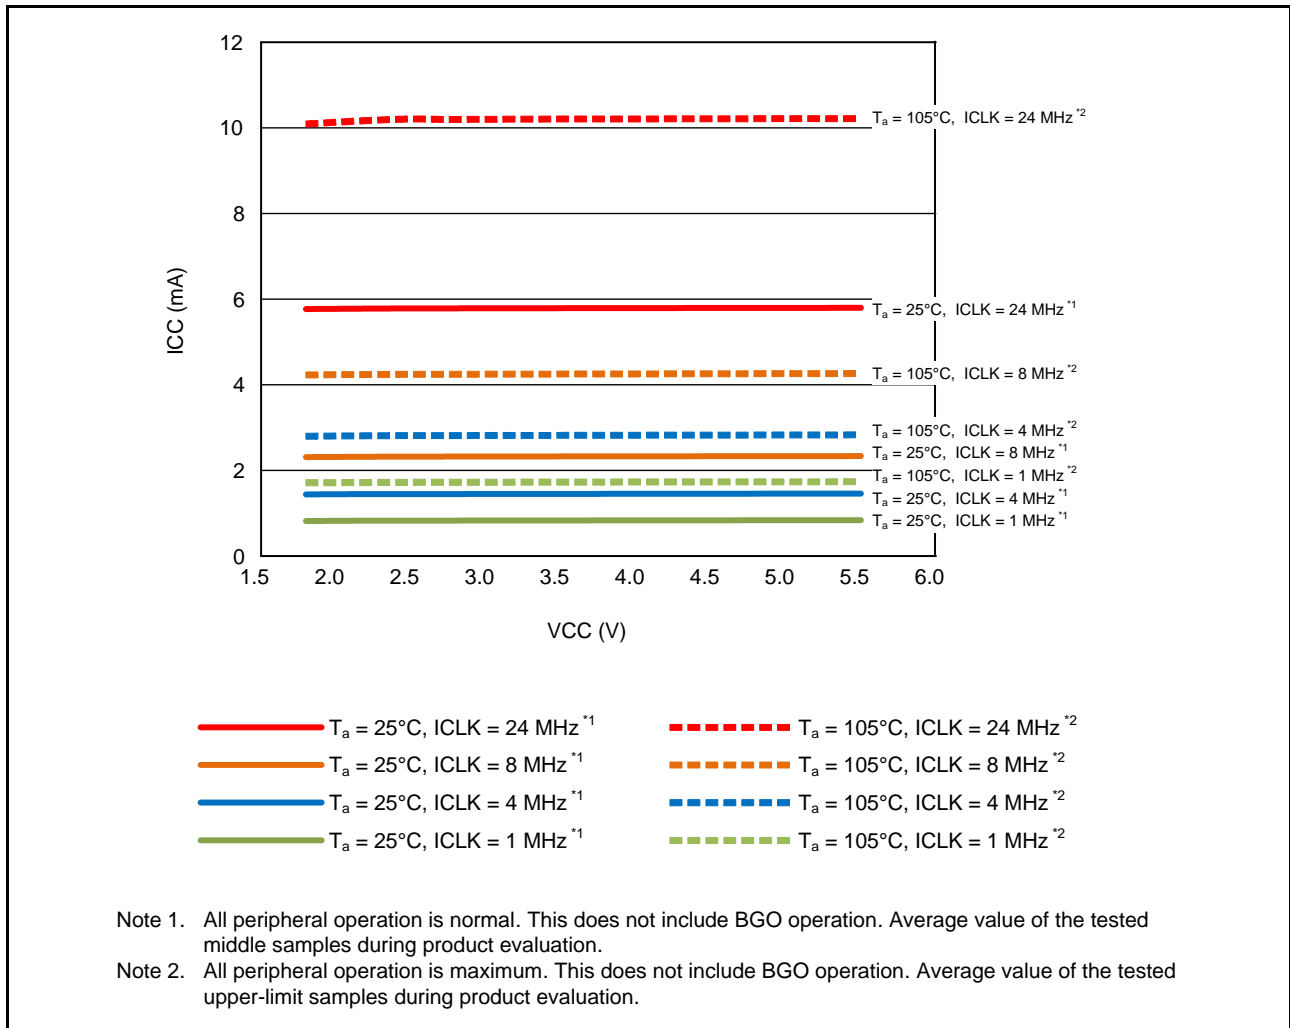 12
10
8
6
4
2
0
ICC (mA)
1.5 2.0 2.5 3.0 3.5 4.0 4.5 5.0 5.5 6.0
VCC (V)
Ta = 105°C, ICLK = 24 MHz *2
Ta = 25°C, ICLK = 24 MHz *1
Ta = 105°C, ICLK = 8 MHz *2
Ta = 105°C, ICLK = 4 MHz *2
Ta = 25°C, ICLK = 8 MHz *1
Ta = 105°C, ICLK = 1 MHz *2
Ta = 25°C, ICLK = 4 MHz *1
Ta = 25°C, ICLK = 1 MHz *1
Ta = 25°C, ICLK = 24 MHz *1
Ta = 105°C, ICLK = 24 MHz *2
Ta = 25°C, ICLK = 8 MHz *1
Ta = 105°C, ICLK = 8 MHz *2
Ta = 25°C, ICLK = 4 MHz *1
Ta = 105°C, ICLK = 4 MHz *2
Ta = 25°C, ICLK = 1 MHz *1
Ta = 105°C, ICLK = 1 MHz *2
Note 1. All peripheral operation is normal. This does not include BGO operation. Average value of the tested
middle samples during product evaluation.
Note 2. All peripheral operation is maximum. This does not include BGO operation. Average value of the tested
upper-limit samples during product evaluation.